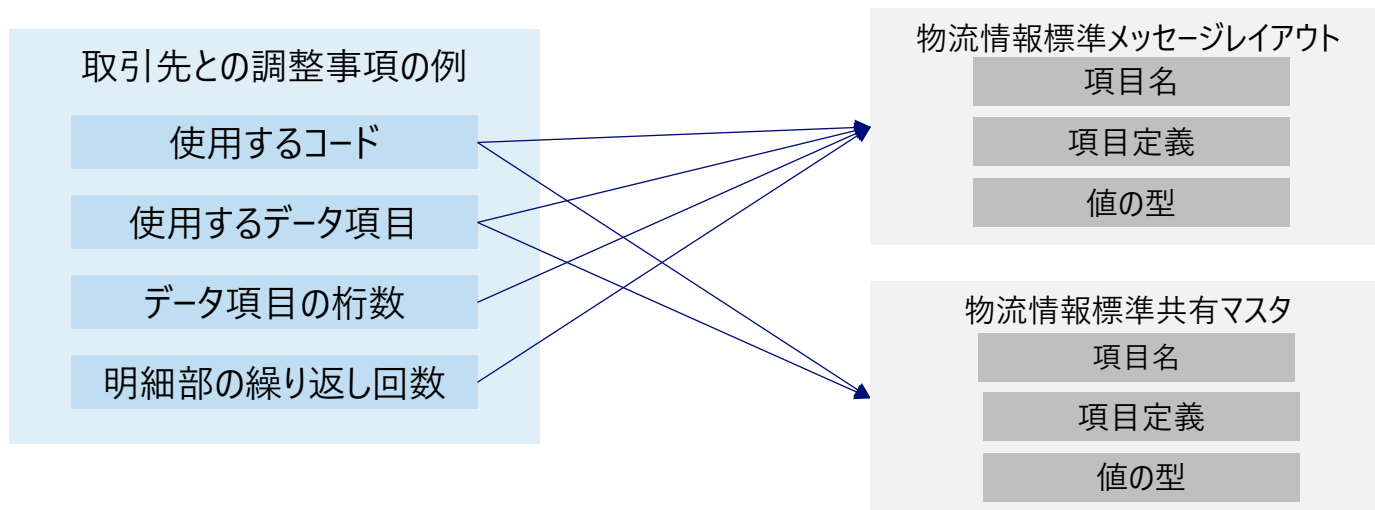 取引先との調整事項の例
使用するコード
使用するデータ項目
データ項目の桁数
明細部の繰り返し回数
物流情報標準メッセージレイアウト
項目名
項目定義
値の型
物流情報標準共有マスタ
項目名
項目定義
値の型